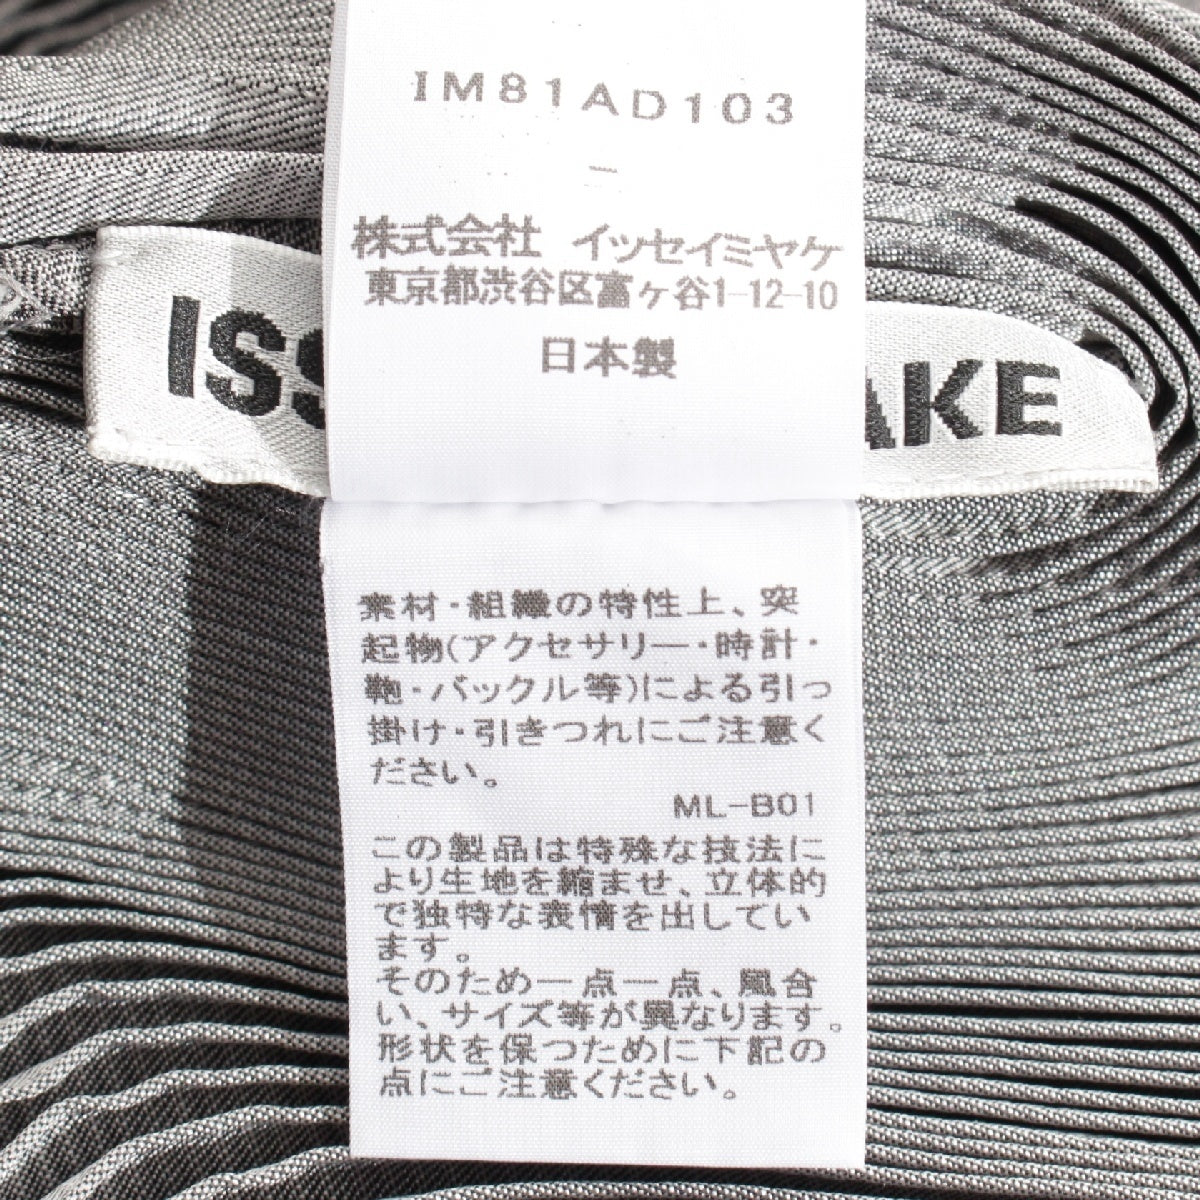 IM81AD103
–
株式会社 イッセイミヤケ
東京都渋谷区富ヶ谷1-12-10
日本製
ISS
AKE
素材・組織の特性上、突
起物(アクセサリー・時計・
鞄・バックル等)による引っ
掛け・引きつれにご注意く
ださい。
ML-B01
この製品は特殊な技法に
より生地を縮ませ、立体的
で独特な表情を出してい
ます。
そのため一点一点、風合
い、サイズ等が異なります。
形状を保つために下記の
点にご注意ください。